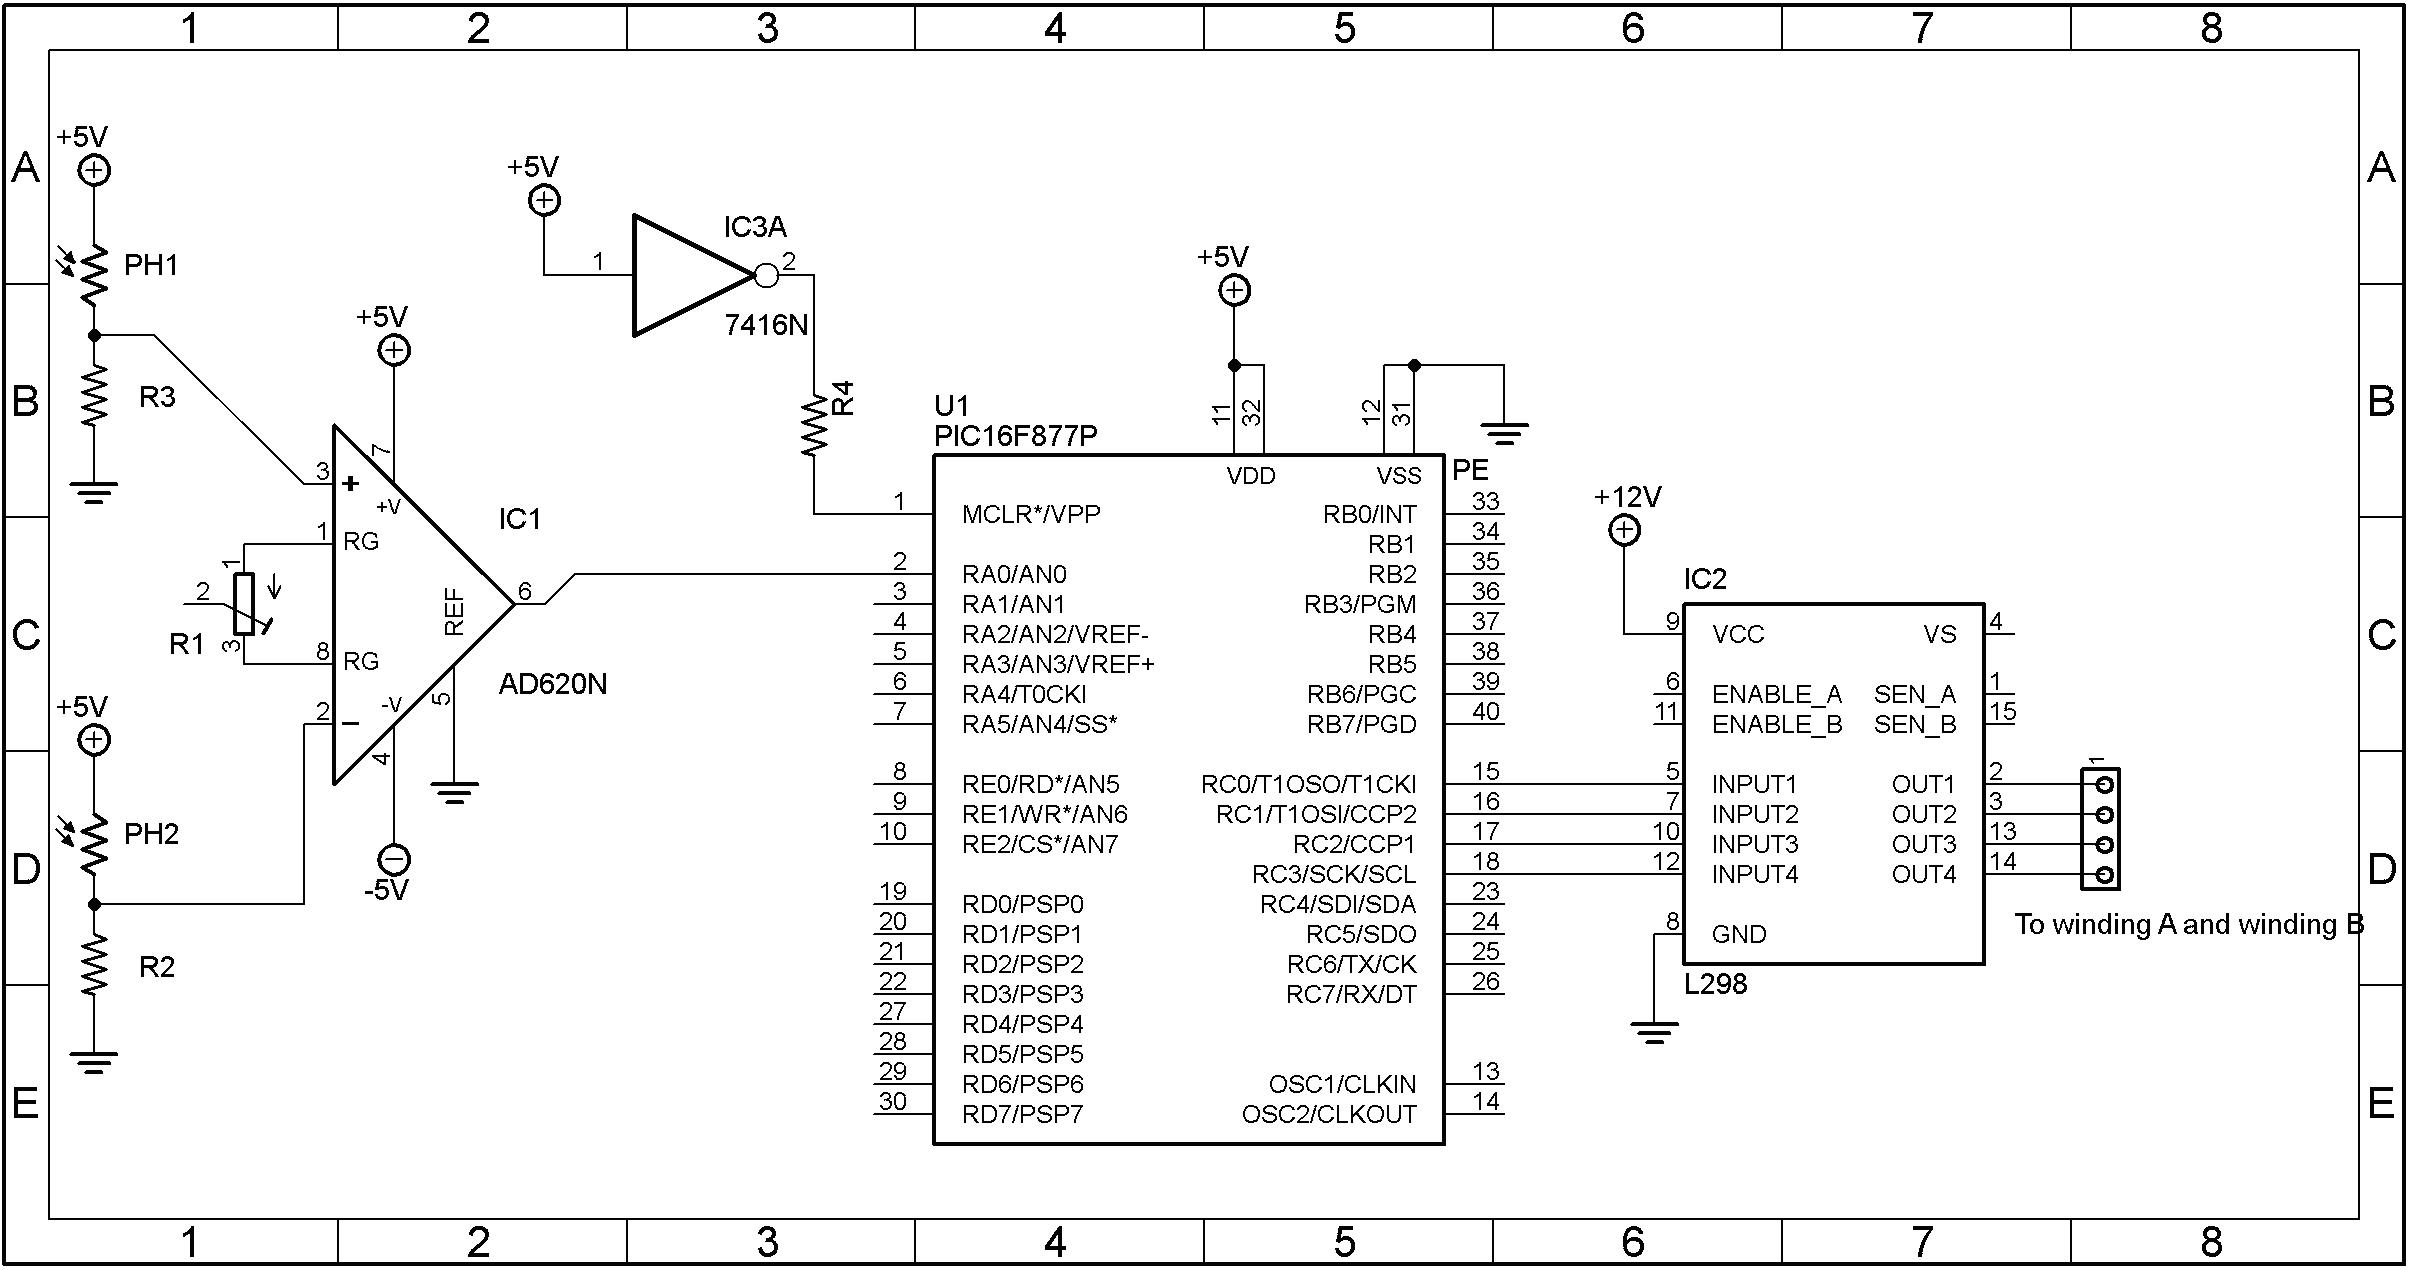 1 2 3 4 5 6 7 8
A A
B B
C C
D D
E E
+5V
PH1
R3
+5V
7
3 + +V
1 RG
IC1
1
2
R1
3
8 RG
REF
6
AD620N
2 − -V
5
4
-5V
+5V
PH2
R2
+5V
1
IC3A
2
7416N
R4
U1
PIC16F877P
+5V
11 32
12 31
VDD VSS PE
1 MCLR*/VPP RB0/INT 33
RB1 34
2 RA0/AN0 RB2 35
3 RA1/AN1 RB3/PGM 36
4 RA2/AN2/VREF- RB4 37
5 RA3/AN3/VREF+ RB5 38
6 RA4/T0CKI RB6/PGC 39
7 RA5/AN4/SS* RB7/PGD 40
8 RE0/RD*/AN5 RC0/T1OSO/T1CKI 15
9 RE1/WR*/AN6 RC1/T1OSI/CCP2 16
10 RE2/CS*/AN7 RC2/CCP1 17
RC3/SCK/SCL 18
19 RD0/PSP0 RC4/SDI/SDA 23
20 RD1/PSP1 RC5/SDO 24
21 RD2/PSP2 RC6/TX/CK 25
22 RD3/PSP3 RC7/RX/DT 26
27 RD4/PSP4
28 RD5/PSP5
29 RD6/PSP6 OSC1/CLKIN 13
30 RD7/PSP7 OSC2/CLKOUT 14
+12V
IC2
9 VCC VS 4
6 ENABLE_A SEN_A 1
11 ENABLE_B SEN_B 15
5 INPUT1 OUT1 2
7 INPUT2 OUT2 3
10 INPUT3 OUT3 13
12 INPUT4 OUT4 14
8 GND
L298
1
To winding A and winding B
1 2 3 4 5 6 7 8